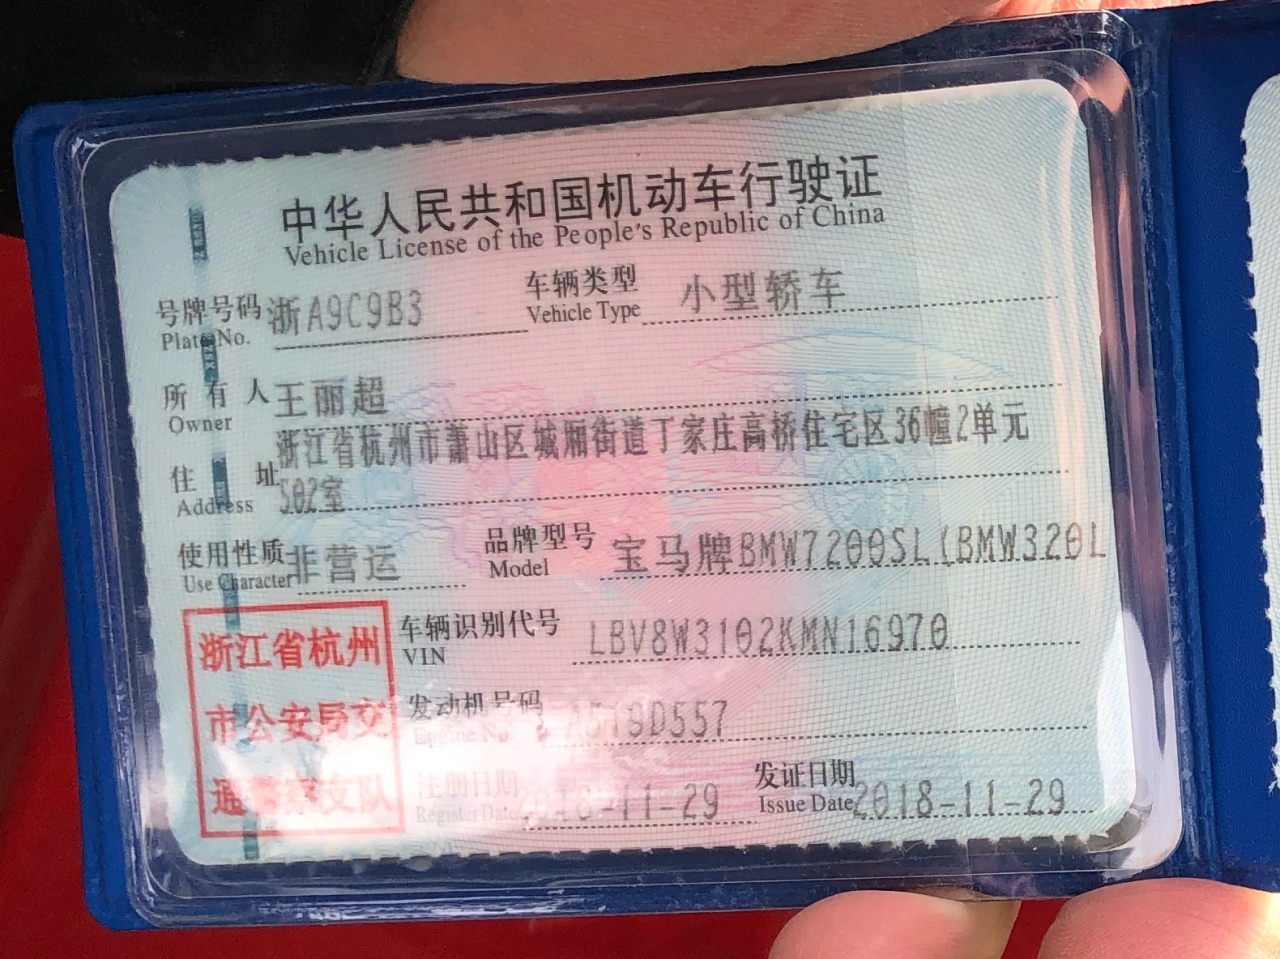 中华人民共和国机动车行驶证
Vehicle License of the People's Republic of China
号牌号码 浙A9C9B3 车辆类型 小型轿车
Plate No. Vehicle Type
所有人 王丽超
Owner
浙江省杭州市萧山区城厢街道丁家庄高桥住宅区36幢2单元
住址 502室
Address
使用性质 非营运 品牌型号 宝马牌BMW7200SL(BMW320L
Use Character Model
浙江省杭州 车辆识别代号 LBV8W3102KMN16970
VIN
市公安局交 发动机号码
Engine No.
通警察支队 注册日期 2018-11-29 发证日期 2018-11-29
Register Date Issue Date